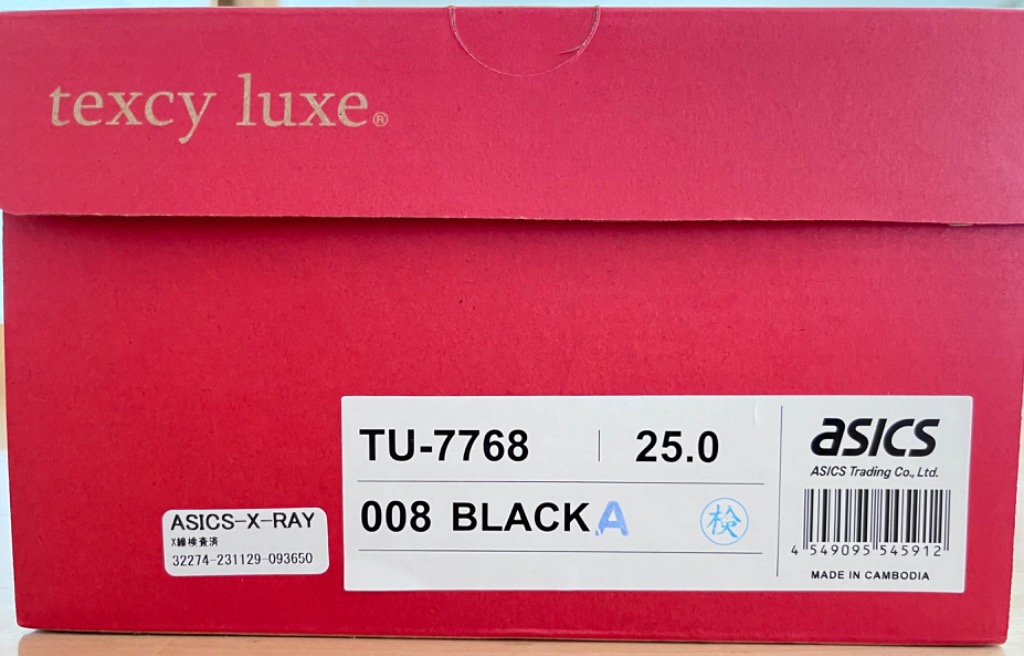 texcy luxe®
TU-7768 | 25.0
008 BLACK A 検
asics
ASICS Trading Co., Ltd.
4 549095 545912
MADE IN CAMBODIA
ASICS-X-RAY
X線検査済
32274-231129-093650